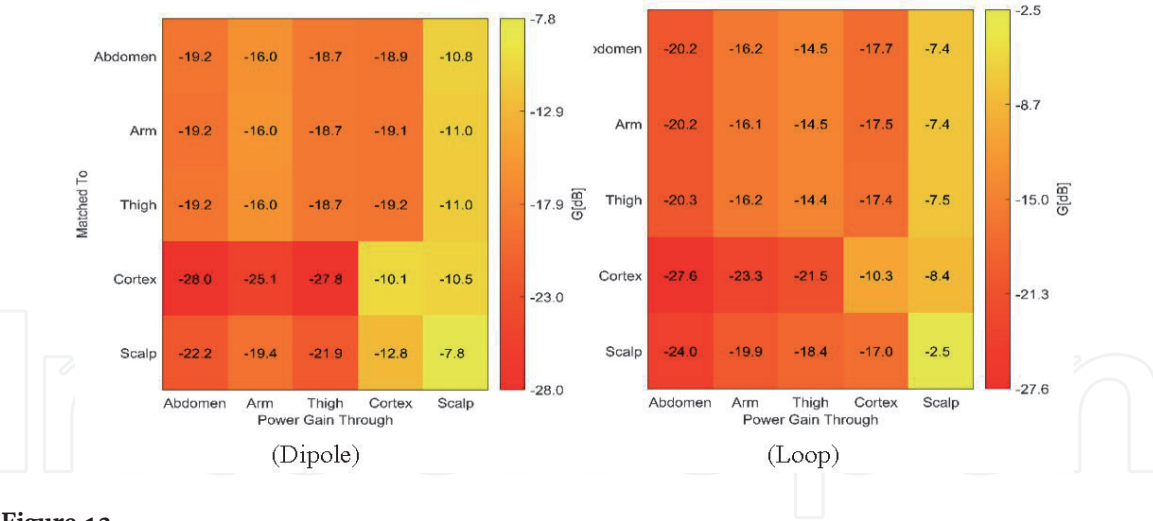 -7.8
-2.5
Abdomen -19.2 -16.0 -18.7 -18.9 -10.8
odomen -20.2 -16.2 -14.5 -17.7 -7.4
-12.9
-8.7
Arm -19.2 -16.0 -18.7 -19.1 -11.0
Arm -20.2 -16.1 -14.5 -17.5 -7.4
Matched To
Thigh -19.2 -16.0 -18.7 -19.2 -11.0
-17.9
G[dB]
Thigh -20.3 -16.2 -14.4 -17.4 -7.5
-15.0
G[dB]
Cortex -28.0 -25.1 -27.8 -10.1 -10.5
-23.0
Cortex -27.6 -23.3 -21.5 -10.3 -8.4
-21.3
Scalp -22.2 -19.4 -21.9 -12.8 -7.8
-28.0
Scalp -24.0 -19.9 -18.4 -17.0 -2.5
-27.6
Abdomen Arm Thigh Cortex Scalp
Power Gain Through
(Dipole)
Abdomen Arm Thigh Cortex Scalp
Power Gain Through
(Loop)